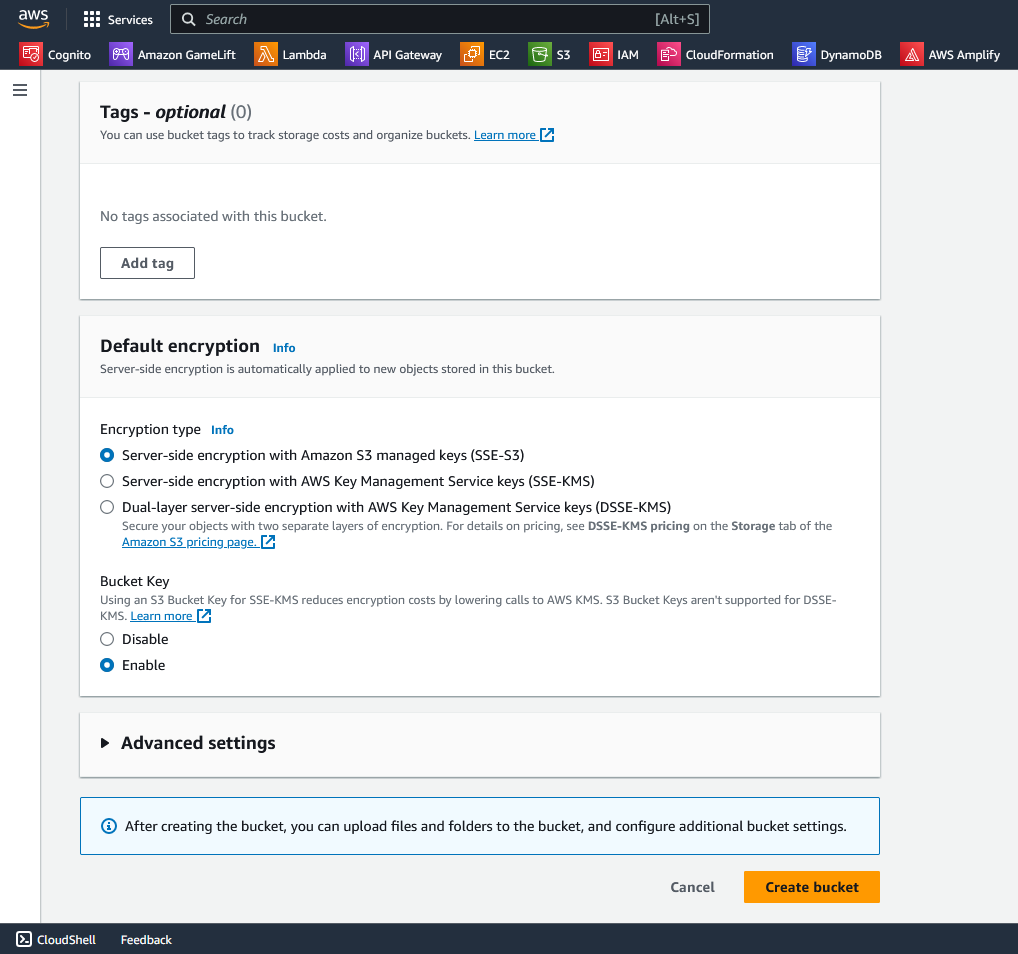 aws Services Search [Alt+S]
Cognito Amazon GameLift Lambda API Gateway EC2 S3 IAM CloudFormation DynamoDB AWS Amplify
Tags - optional (0)
You can use bucket tags to track storage costs and organize buckets. Learn more
No tags associated with this bucket.
Add tag
Default encryption Info
Server-side encryption is automatically applied to new objects stored in this bucket.
Encryption type Info
Server-side encryption with Amazon S3 managed keys (SSE-S3)
Server-side encryption with AWS Key Management Service keys (SSE-KMS)
Dual-layer server-side encryption with AWS Key Management Service keys (DSSE-KMS)
Secure your objects with two separate layers of encryption. For details on pricing, see DSSE-KMS pricing on the Storage tab of the
Amazon S3 pricing page.
Bucket Key
Using an S3 Bucket Key for SSE-KMS reduces encryption costs by lowering calls to AWS KMS. S3 Bucket Keys aren't supported for DSSE-
KMS. Learn more
Disable
Enable
Advanced settings
After creating the bucket, you can upload files and folders to the bucket, and configure additional bucket settings.
Cancel Create bucket
CloudShell Feedback